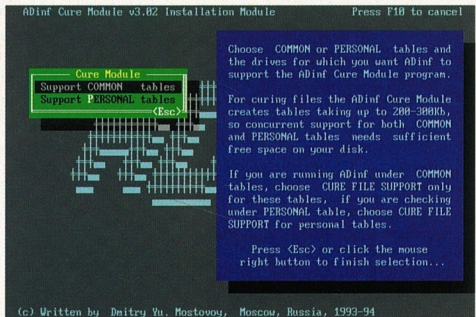 ADinf Cure Module v3.02 Installation Module Press F10 to cancel
Cure Module
Support COMMON tables
Support PERSONAL tables
<Esc>
Choose COMMON or PERSONAL tables and
the drives for which you want ADinf to
support the ADinf Cure Module program.
For curing files the ADinf Cure Module
creates tables taking up to 200-300Kb,
so concurrent support for both COMMON
and PERSONAL tables needs sufficient
free space on your disk.
If you are running ADinf under COMMON
tables, choose CURE FILE SUPPORT only
for these tables, if you are checking
under PERSONAL table, choose CURE FILE
SUPPORT for personal tables.
Press <Esc> or click the mouse
right button to finish selection...
(c) Written by Dmitry Yu. Mostovoy, Moscow, Russia, 1993-94